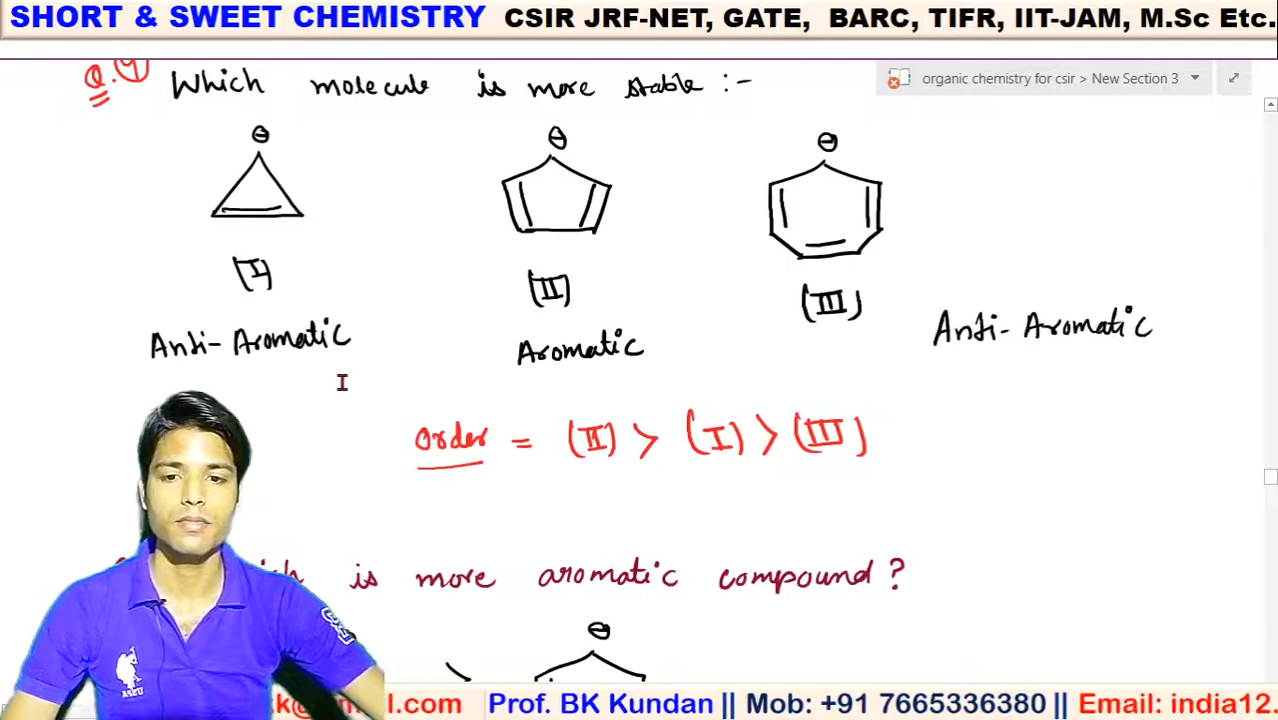 SHORT & SWEET CHEMISTRY CSIR JRF-NET, GATE, BARC, TIFR, IIT-JAM, M.Sc Etc.
organic chemistry for csir > New Section 3
Q.4 Which molecule is more stable :-
⊖ ⊖ ⊖
(I) (II) (III)
Anti-Aromatic Aromatic Anti-Aromatic
order = (II) > (I) > (III)
is more aromatic compound?
⊖
.com Prof. BK Kundan || Mob: +91 7665336380 || Email: india12.